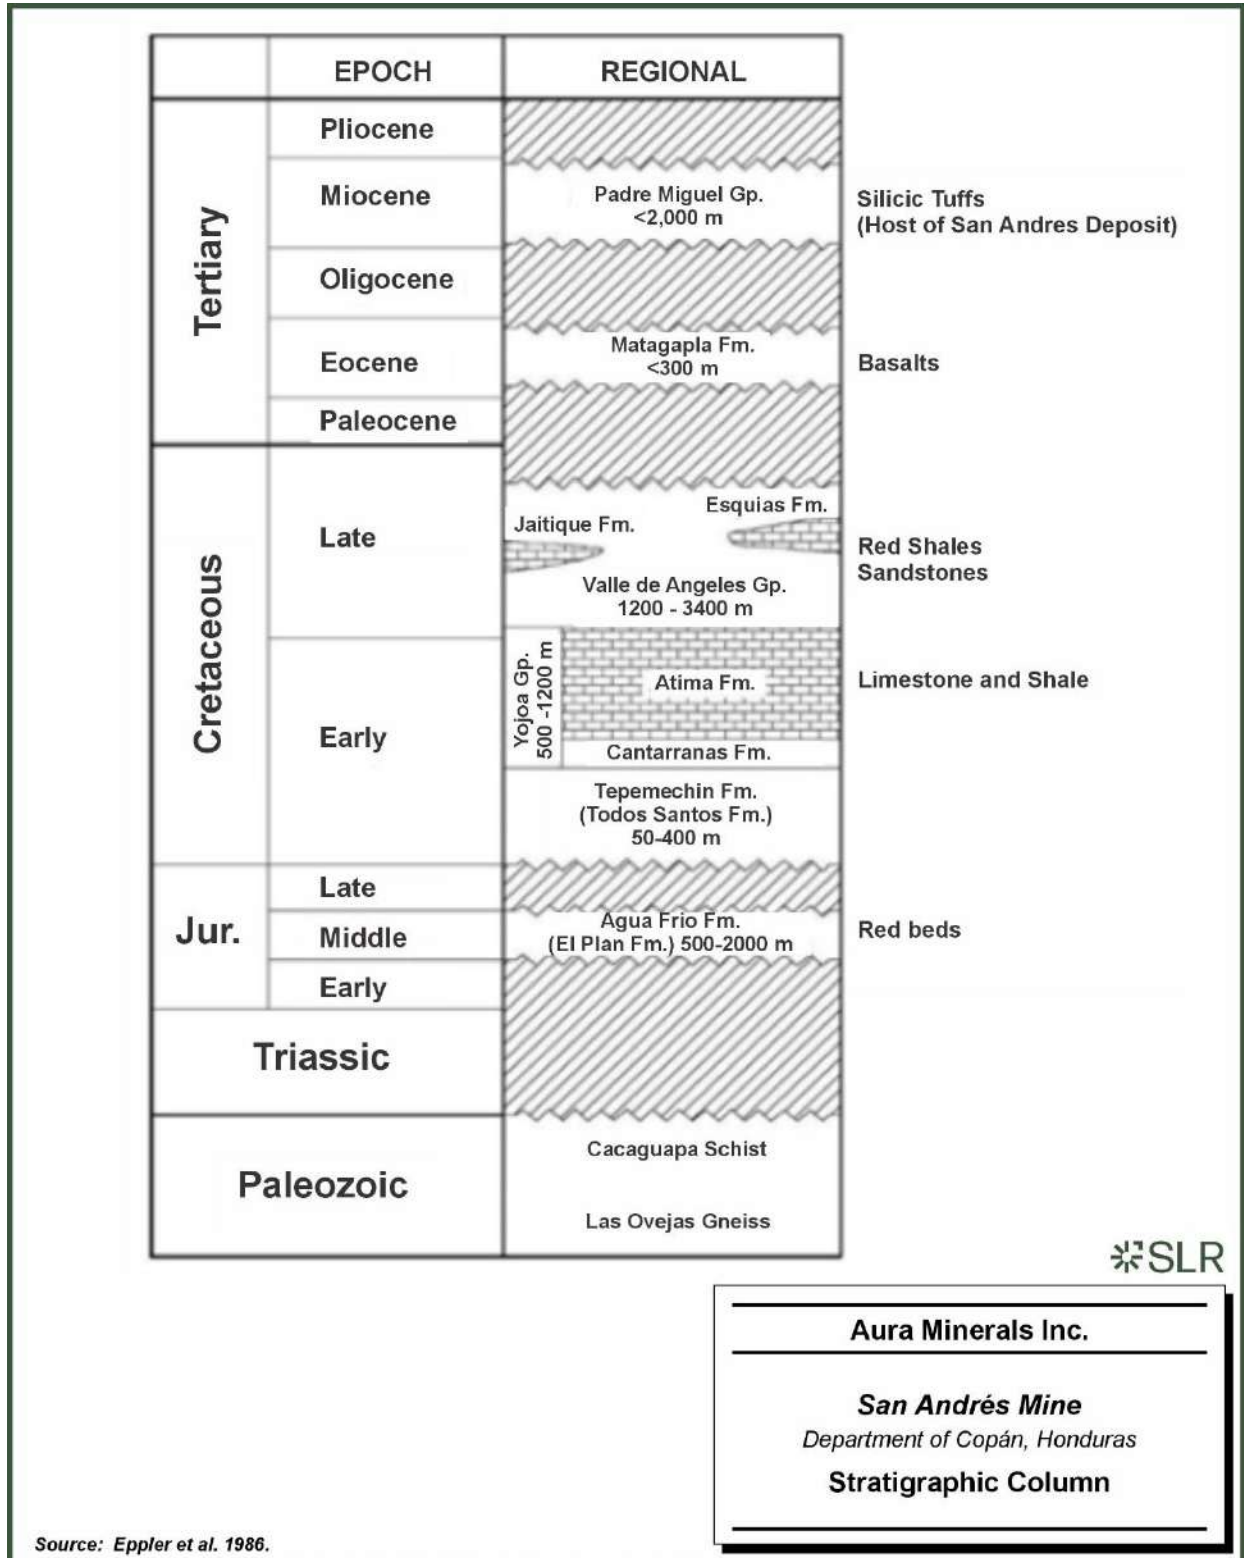 EPOCH
REGIONAL
Tertiary
Pliocene
Miocene
Padre Miguel Gp.
<2,000 m
Silicic Tuffs
(Host of San Andres Deposit)
Oligocene
Eocene
Matagapla Fm.
<300 m
Basalts
Paleocene
Cretaceous
Late
Esquias Fm.
Jaitique Fm.
Red Shales
Sandstones
Valle de Angeles Gp.
1200 - 3400 m
Early
Yojoa Gp.
500 -1200 m
Atima Fm.
Limestone and Shale
Cantarranas Fm.
Tepemechin Fm.
(Todos Santos Fm.)
50-400 m
Jur.
Late
Middle
Agua Frio Fm.
(El Plan Fm.) 500-2000 m
Red beds
Early
Triassic
Paleozoic
Cacaguapa Schist
Las Ovejas Gneiss
SLR
Aura Minerals Inc.
San Andrés Mine
Department of Copán, Honduras
Stratigraphic Column
Source: Eppler et al. 1986.